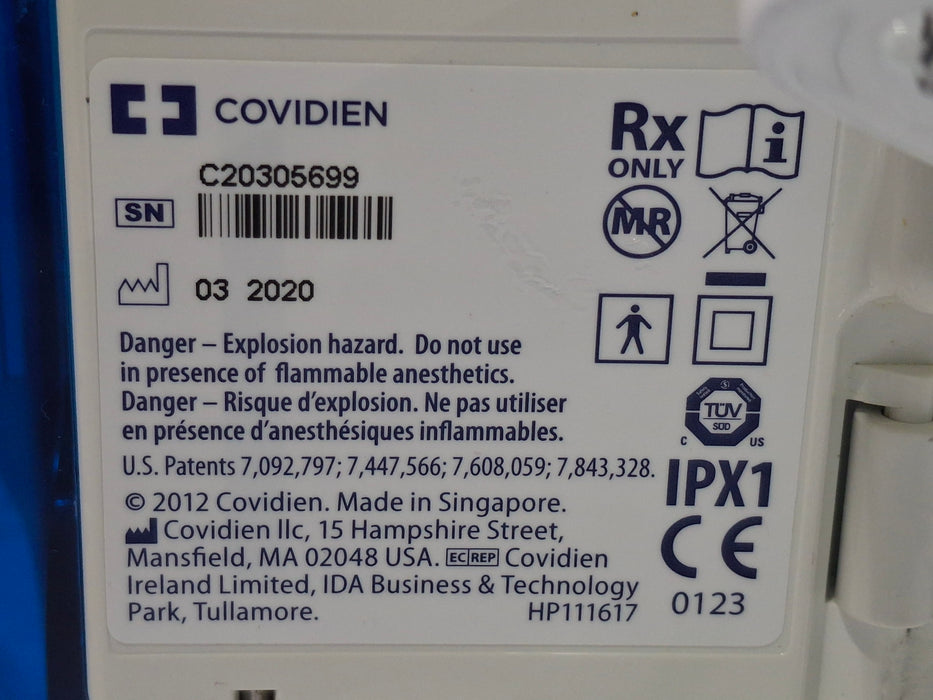 COVIDIEN
C20305699
SN
03 2020
Rx
ONLY
i
MR
Danger – Explosion hazard. Do not use
in presence of flammable anesthetics.
Danger – Risque d'explosion. Ne pas utiliser
en présence d'anesthésiques inflammables.
U.S. Patents 7,092,797; 7,447,566; 7,608,059; 7,843,328.
© 2012 Covidien. Made in Singapore.
Covidien llc, 15 Hampshire Street,
Mansfield, MA 02048 USA. EC REP Covidien
Ireland Limited, IDA Business & Technology
Park, Tullamore. HP111617
TÜV
SÜD
C US
IPX1
CE
0123